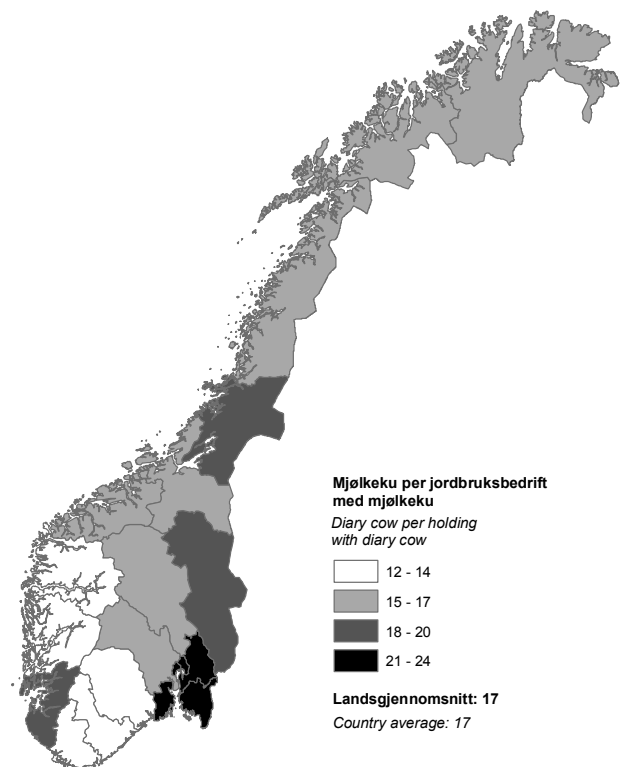 Mjølkeku per jordbruksbedrift
med mjølkeku
Diary cow per holding
with diary cow
12 - 14
15 - 17
18 - 20
21 - 24
Landsgjennomsnitt: 17
Country average: 17